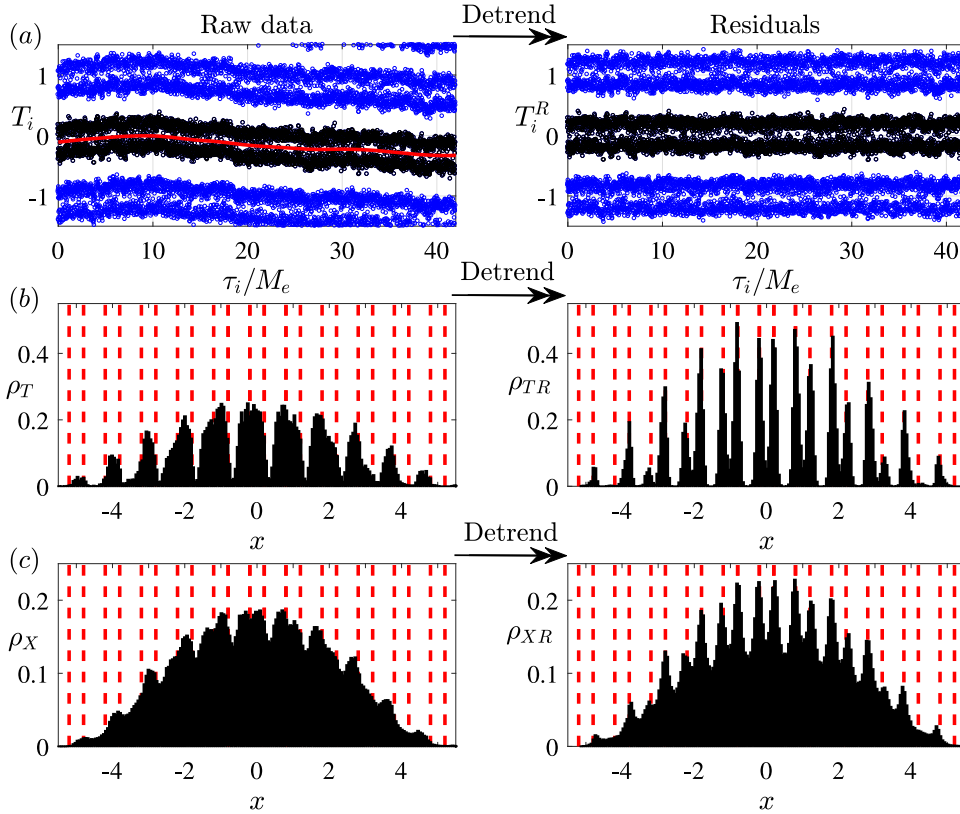 Raw data
Detrend
Residuals
(a)
1
0
-1
T_i
0 10 20 30 40
τ_i/M_e
1
0
-1
T_i^R
0 10 20 30 40
τ_i/M_e
(b)
Detrend
0.4
0.2
0
ρ_T
-4 -2 0 2 4
x
0.4
0.2
0
ρ_TR
-4 -2 0 2 4
x
(c)
Detrend
0.2
0.1
0
ρ_X
-4 -2 0 2 4
x
0.2
0.1
0
ρ_XR
-4 -2 0 2 4
x